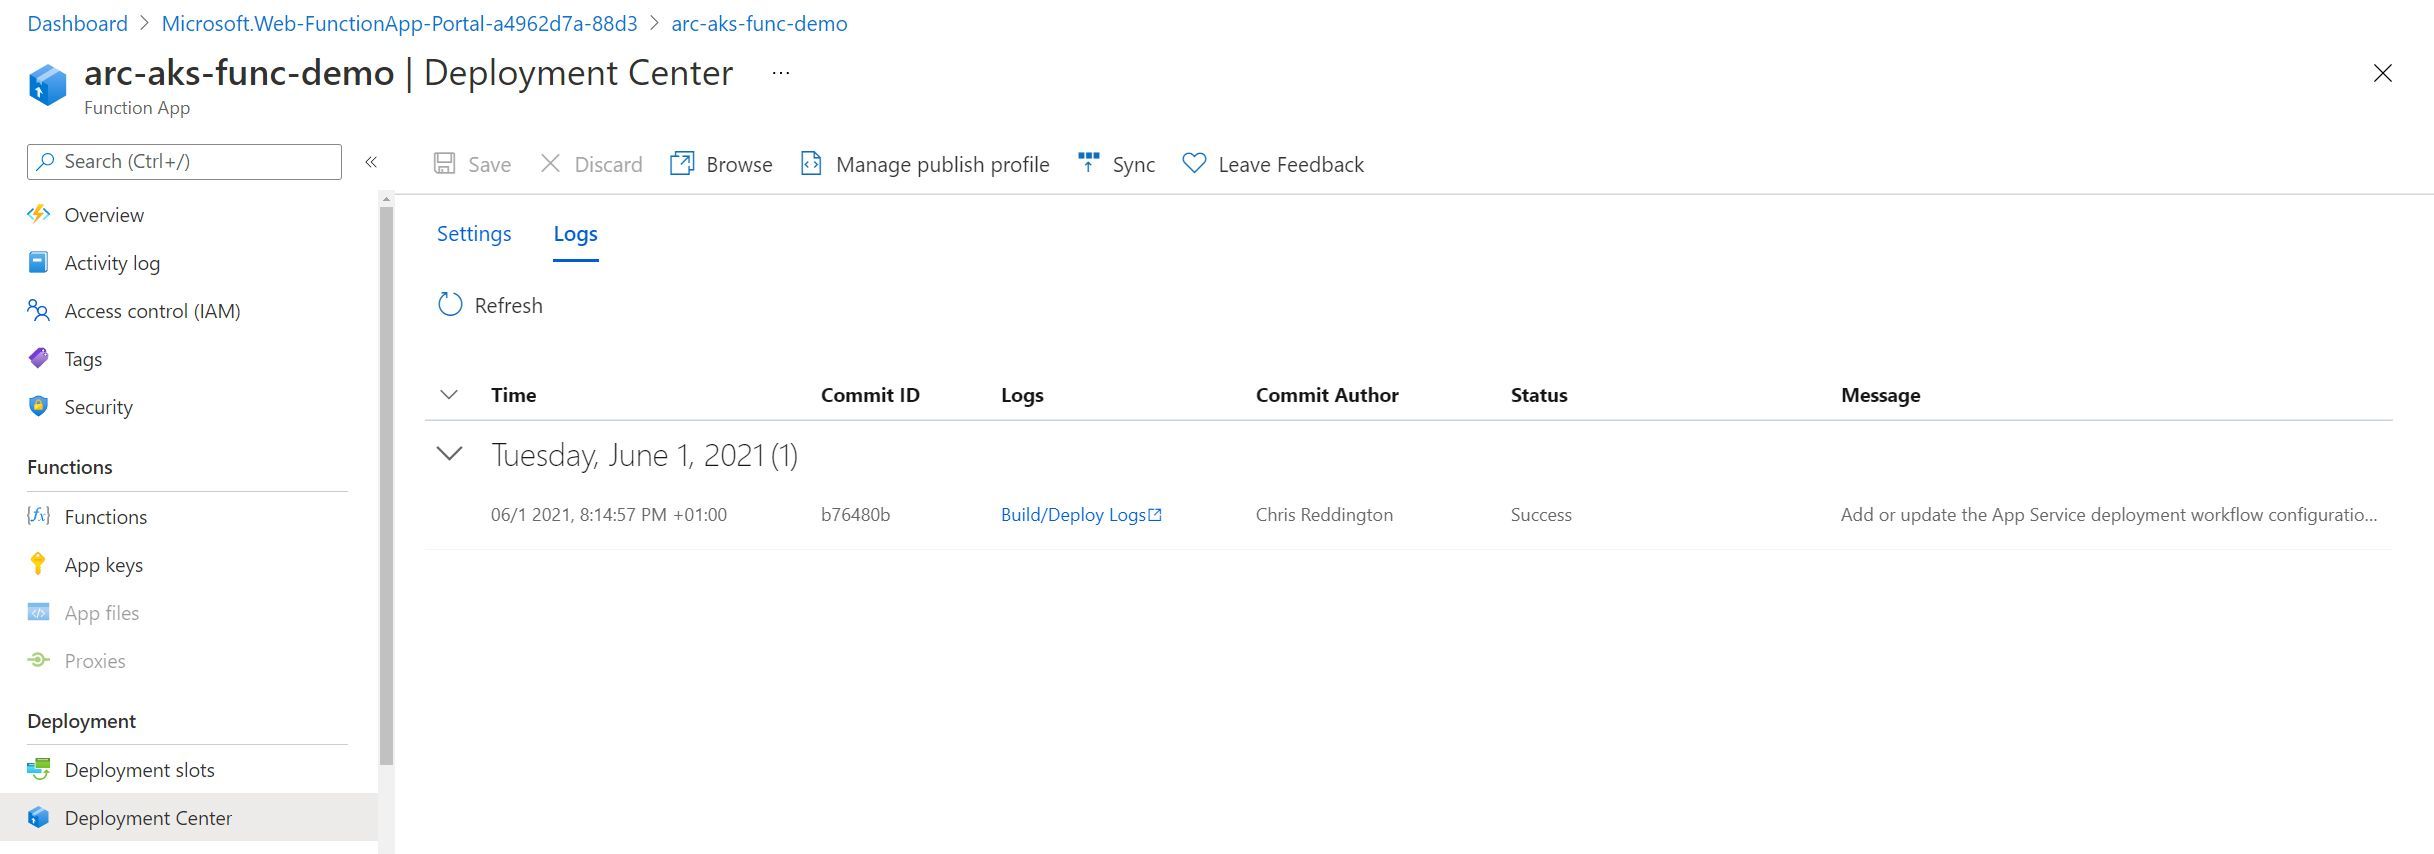 Dashboard > Microsoft.Web-FunctionApp-Portal-a4962d7a-88d3 > arc-aks-func-demo
arc-aks-func-demo | Deployment Center ...
Function App
Search (Ctrl+/)
«
Save
Discard
Browse
Manage publish profile
Sync
Leave Feedback
Overview
Activity log
Access control (IAM)
Tags
Security
Functions
Functions
App keys
App files
Proxies
Deployment
Deployment slots
Deployment Center
Settings
Logs
Refresh
Time Commit ID Logs Commit Author Status Message
Tuesday, June 1, 2021 (1)
06/1 2021, 8:14:57 PM +01:00 b76480b Build/Deploy Logs Chris Reddington Success Add or update the App Service deployment workflow configuratio...